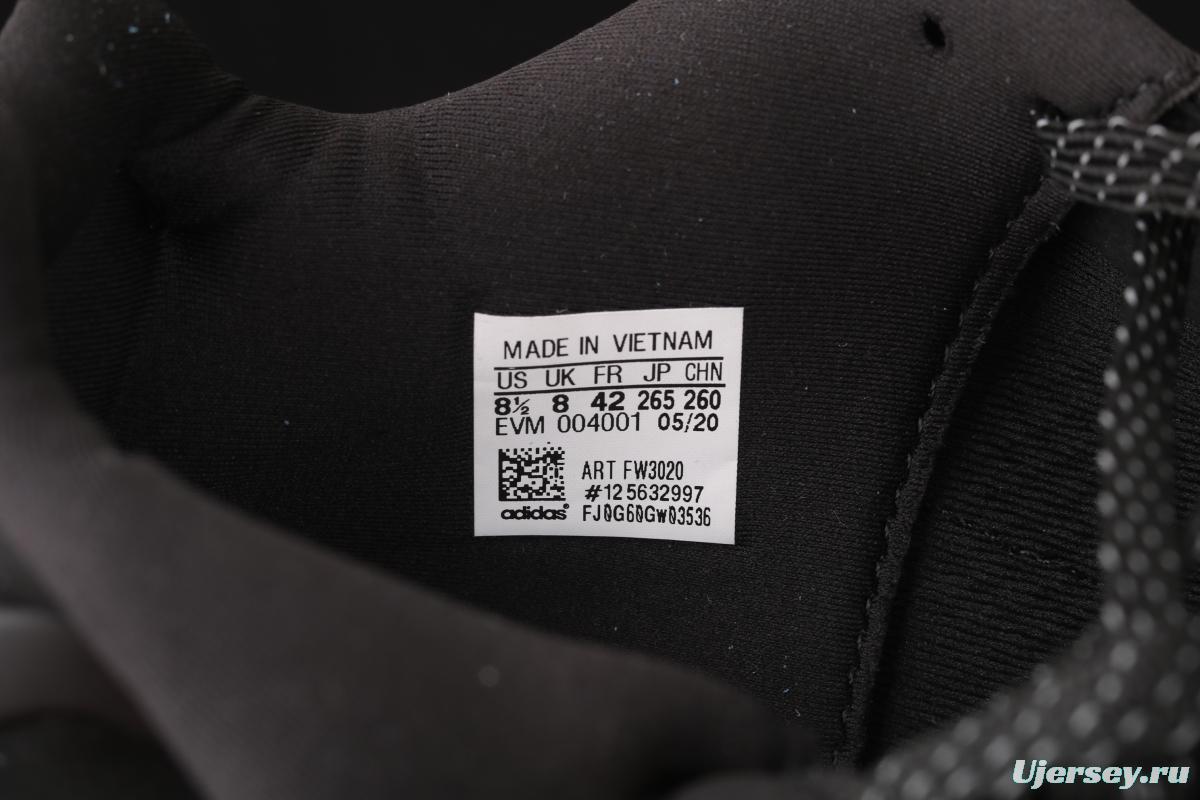 MADE IN VIETNAM
US UK FR JP CHN
8½ 8 42 265 260
EVM 004001 05/20
ART FW3020
#125632997
adidas® FJ0G60GW03536
Ujersey.ru